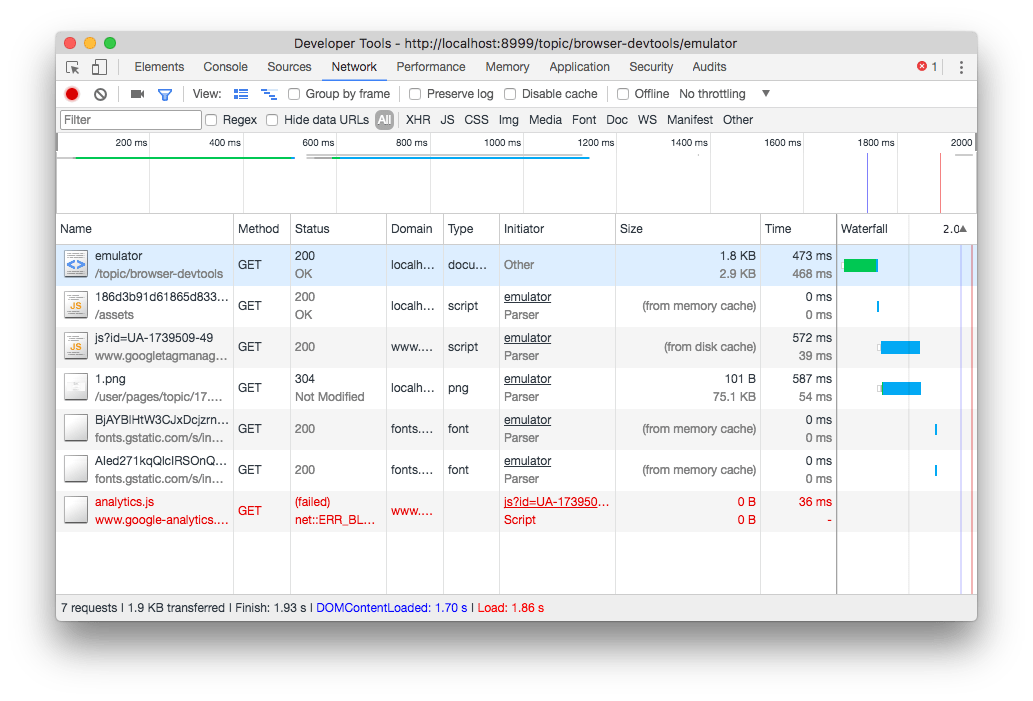 Developer Tools - http://localhost:8999/topic/browser-devtools/emulator
Elements Console Sources Network Performance Memory Application Security Audits 1
View: Group by frame Preserve log Disable cache Offline No throttling
Filter Regex Hide data URLs All XHR JS CSS Img Media Font Doc WS Manifest Other
200 ms 400 ms 600 ms 800 ms 1000 ms 1200 ms 1400 ms 1600 ms 1800 ms 2000
Name Method Status Domain Type Initiator Size Time Waterfall 2.0
emulator 200 1.8 KB 473 ms
GET localh... docu... Other
/topic/browser-devtools OK 2.9 KB 468 ms
186d3b91d61865d833... 200 emulator 0 ms
GET localh... script (from memory cache)
/assets OK Parser 0 ms
js?id=UA-1739509-49 emulator 572 ms
GET 200 www.... script (from disk cache)
www.googletagmanag... Parser 39 ms
1.png 304 emulator 101 B 587 ms
GET localh... png
/user/pages/topic/17.... Not Modified Parser 75.1 KB 54 ms
BjAYBlHtW3CJxDcjzrn... emulator 0 ms
GET 200 fonts.... font (from memory cache)
fonts.gstatic.com/s/in... Parser 0 ms
Aled271kqQlcIRSOnQ... emulator 0 ms
GET 200 fonts.... font (from memory cache)
fonts.gstatic.com/s/in... Parser 0 ms
analytics.js (failed) js?id=UA-173950... 0 B 36 ms
GET www....
www.google-analytics.... net::ERR_BL... Script 0 B -
7 requests | 1.9 KB transferred | Finish: 1.93 s | DOMContentLoaded: 1.70 s | Load: 1.86 s